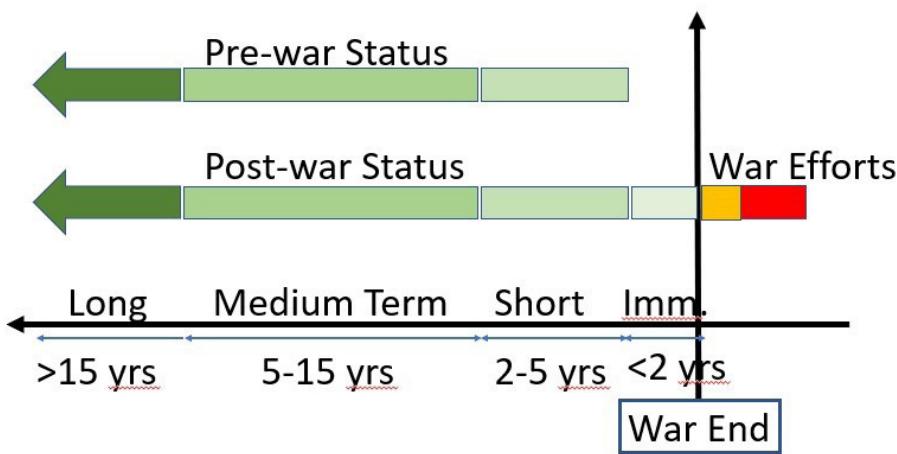 Pre-war Status
Post-war Status
War Efforts
Long
Medium Term
Short
Imm.
>15 yrs
5-15 yrs
2-5 yrs
<2 yrs
War End